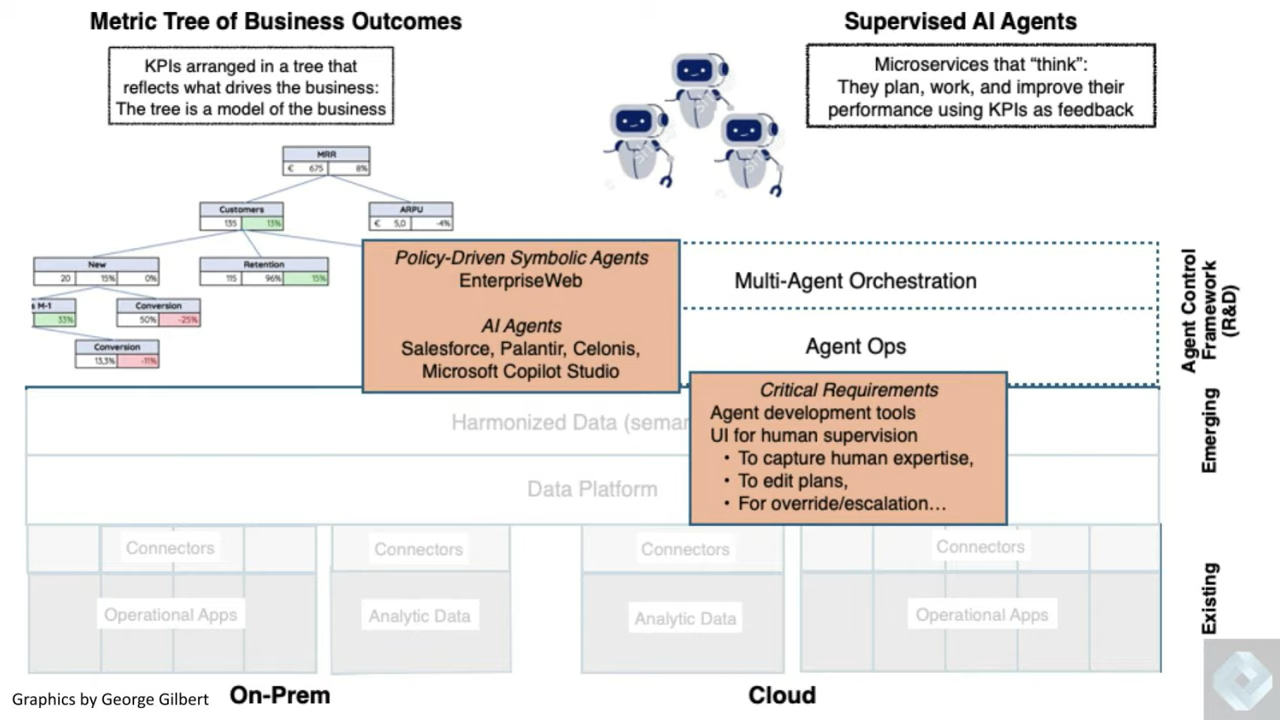 Metric Tree of Business Outcomes
Supervised AI Agents
KPIs arranged in a tree that
reflects what drives the business:
The tree is a model of the business
Microservices that “think”:
They plan, work, and improve their
performance using KPIs as feedback
MRR
€ 675 8%
Customers
135 13%
ARPU
€ 5,0 -4%
New
20 15% 0%
Retention
115 96% 15%
s M-1
33%
Conversion
50% -25%
Conversion
13,3% -11%
Policy-Driven Symbolic Agents
EnterpriseWeb
AI Agents
Salesforce, Palantir, Celonis,
Microsoft Copilot Studio
Multi-Agent Orchestration
Agent Ops
Agent Control
Framework
(R&D)
Critical Requirements
Agent development tools
UI for human supervision
• To capture human expertise,
• To edit plans,
• For override/escalation…
Harmonized Data (semar
Data Platform
Emerging
Connectors
Connectors
Connectors
Connectors
Operational Apps
Analytic Data
Analytic Data
Operational Apps
Existing
Graphics by George Gilbert
On-Prem
Cloud